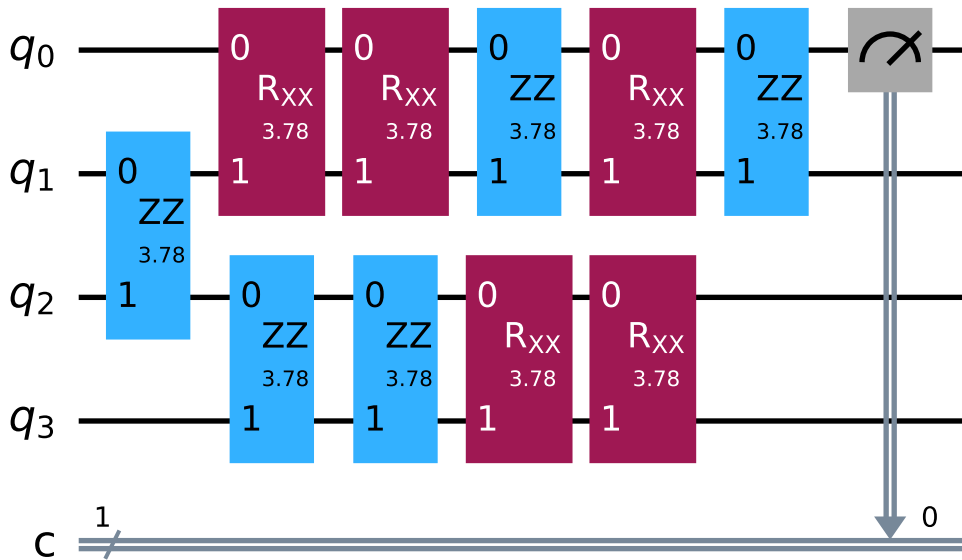 q0 0 0 0 0 0
RXX RXX ZZ RXX ZZ
3.78 3.78 3.78 3.78 3.78
q1 0 1 1 1 1 1
ZZ
3.78
q2 1 0 0 0 0
ZZ ZZ RXX RXX
3.78 3.78 3.78 3.78
q3 1 1 1 1
1 0
c